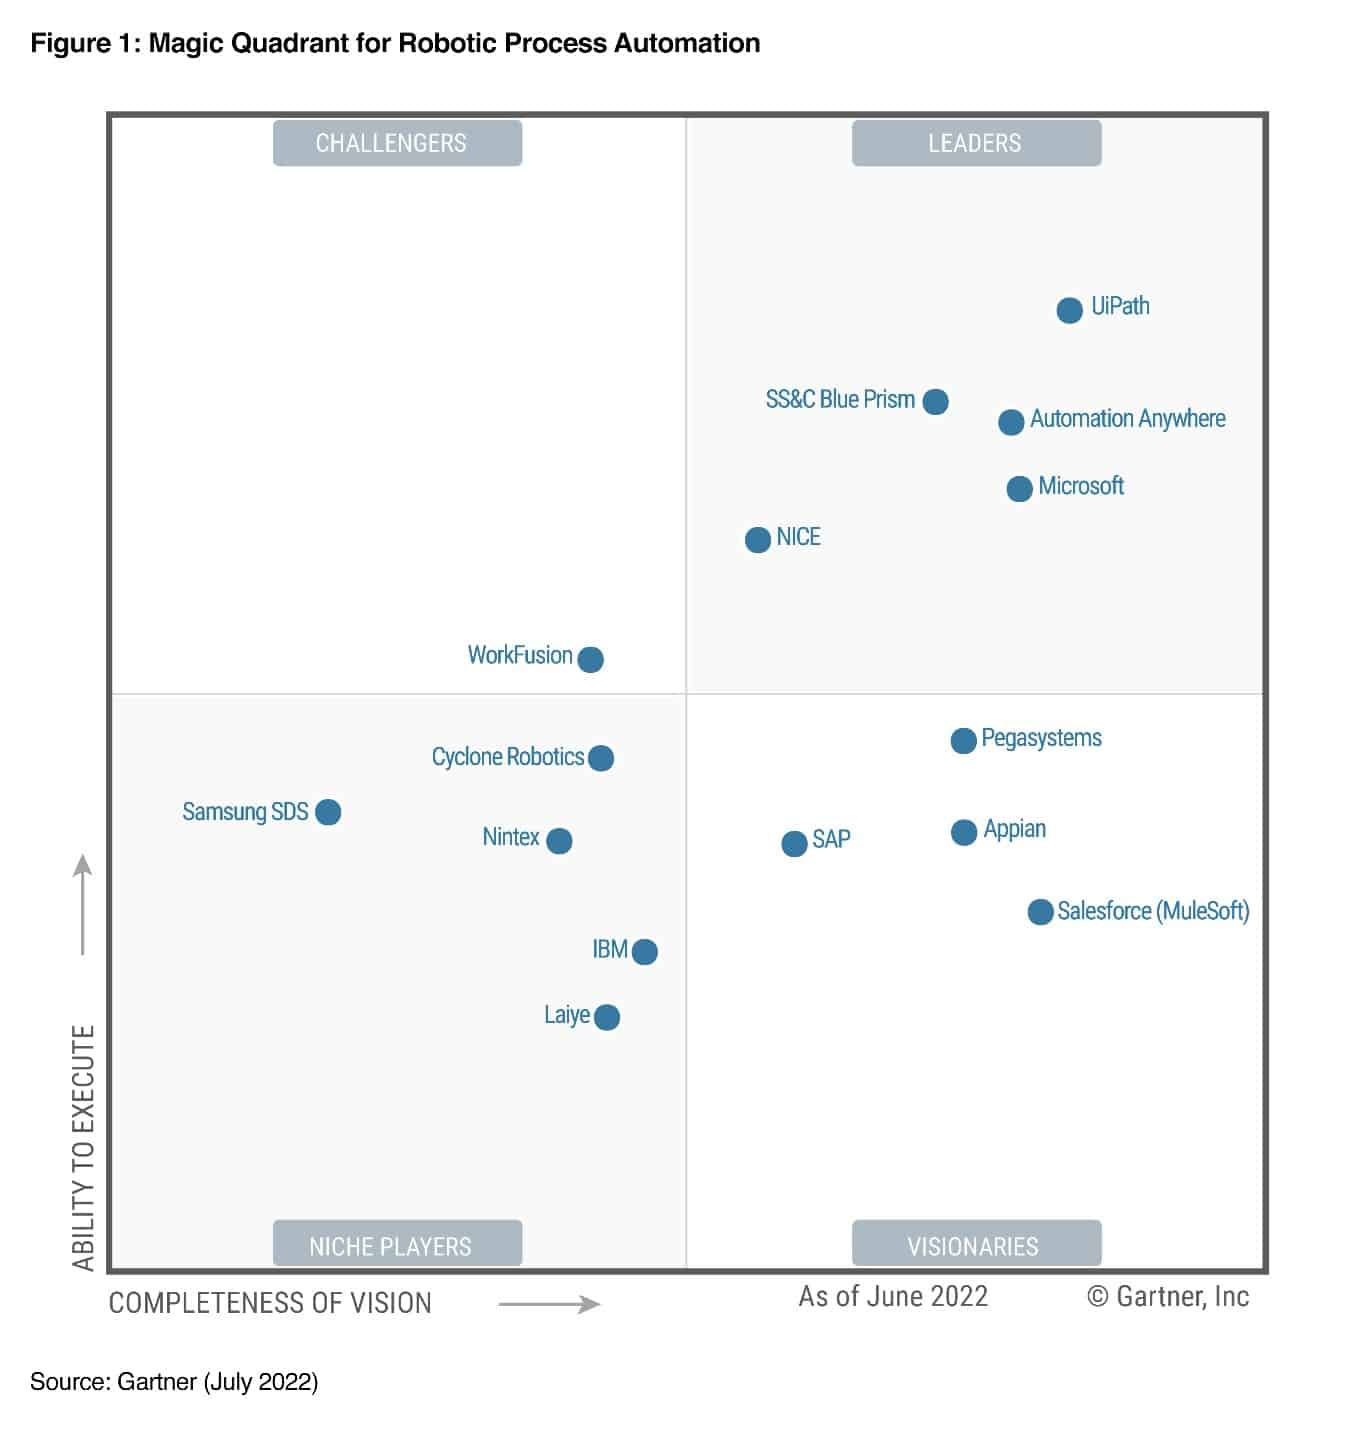 Figure 1: Magic Quadrant for Robotic Process Automation
CHALLENGERS
LEADERS
UiPath
SS&C Blue Prism
Automation Anywhere
Microsoft
NICE
WorkFusion
Pegasystems
Cyclone Robotics
Samsung SDS
Nintex
SAP
Appian
Salesforce (MuleSoft)
IBM
Laiye
ABILITY TO EXECUTE
NICHE PLAYERS
VISIONARIES
COMPLETENESS OF VISION
As of June 2022
© Gartner, Inc
Source: Gartner (July 2022)